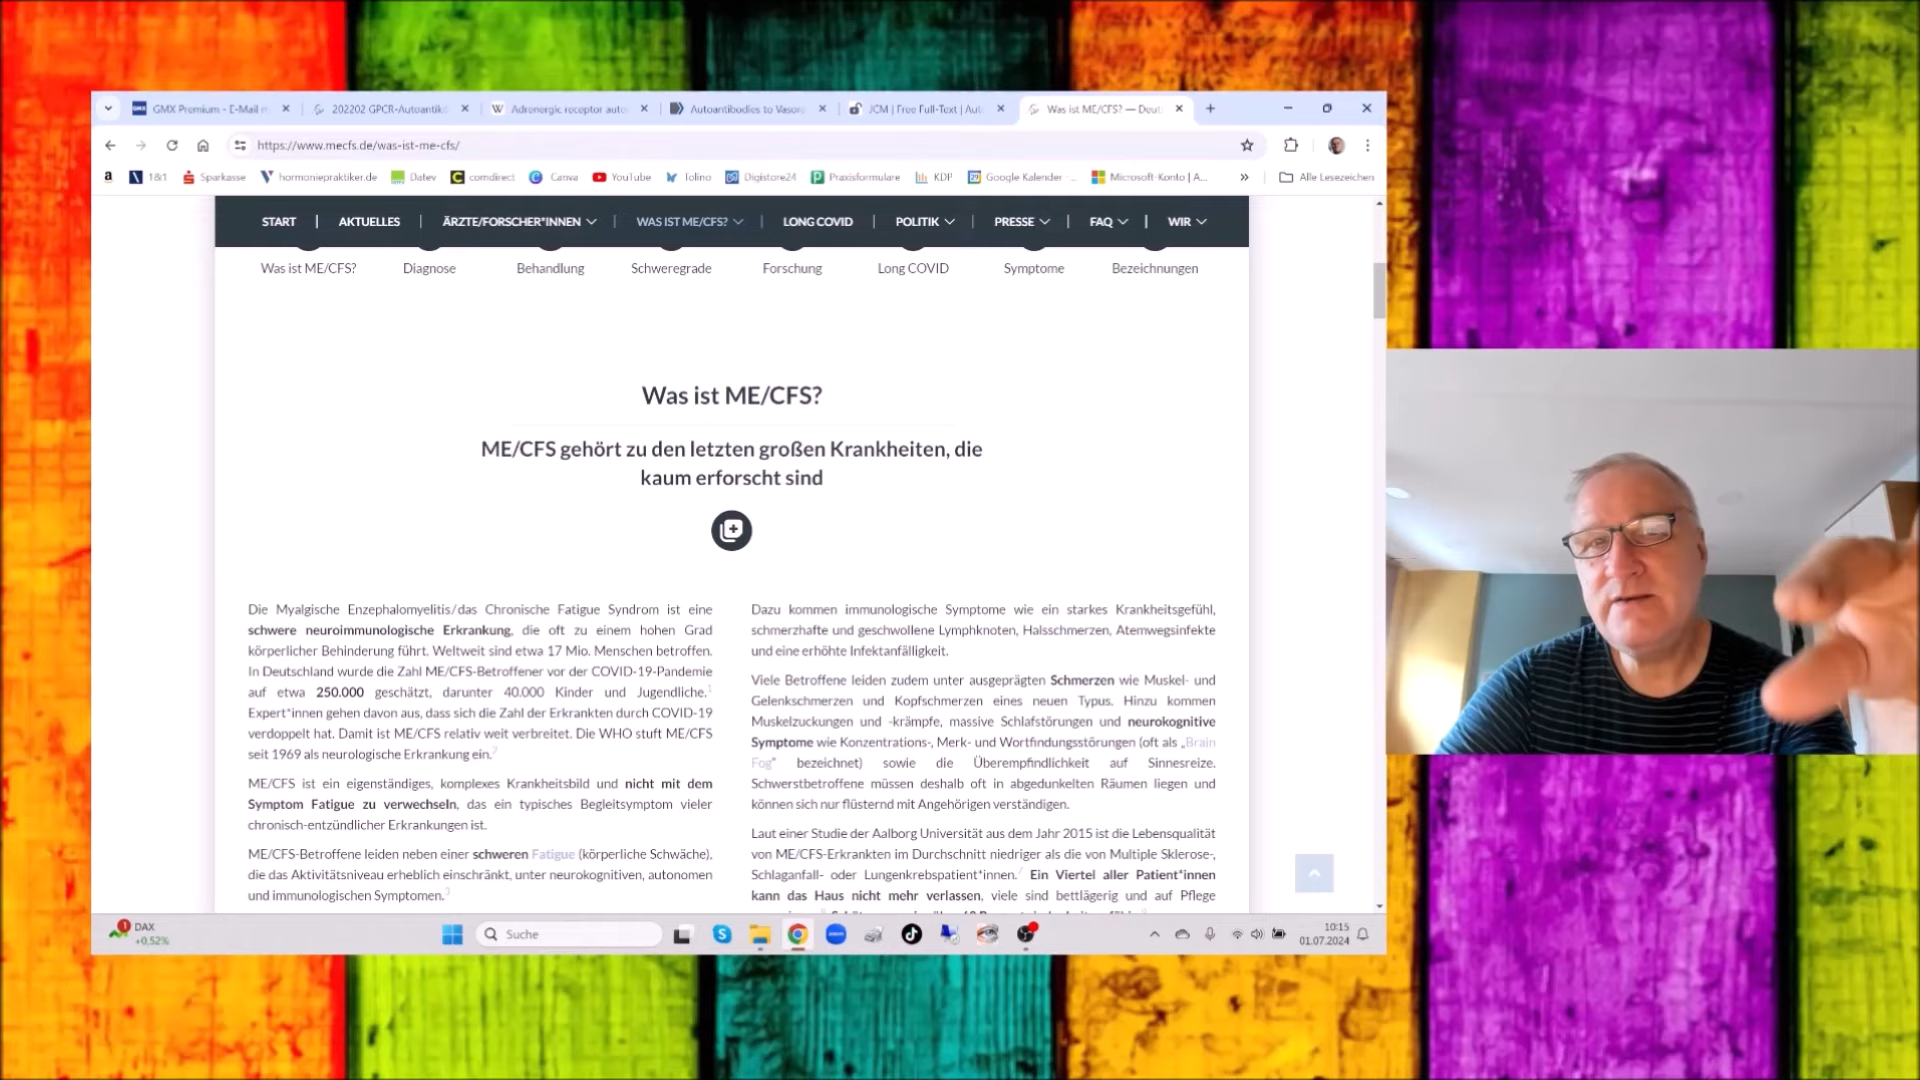 GMX Premium - E-Mail
202202 GPCR-Autoantik
Adrenergic receptor auto
Autoantibodies to Vasor
JCM | Free Full-Text | Aut
Was ist ME/CFS? — Deut
https://www.mecfs.de/was-ist-me-cfs/
1&1
Sparkasse
hormoniepraktiker.de
Datev
comdirect
Canva
YouTube
Tolino
Digistore24
Praxisformulare
KDP
Google Kalender -...
Microsoft-Konto | A...
Alle Lesezeichen
START | AKTUELLES | ÄRZTE/FORSCHER*INNEN | WAS IST ME/CFS? | LONG COVID | POLITIK | PRESSE | FAQ | WIR
Was ist ME/CFS? Diagnose Behandlung Schweregrade Forschung Long COVID Symptome Bezeichnungen
Was ist ME/CFS?
ME/CFS gehört zu den letzten großen Krankheiten, die
kaum erforscht sind
Die Myalgische Enzephalomyelitis/das Chronische Fatigue Syndrom ist eine
schwere neuroimmunologische Erkrankung, die oft zu einem hohen Grad
körperlicher Behinderung führt. Weltweit sind etwa 17 Mio. Menschen betroffen.
In Deutschland wurde die Zahl ME/CFS-Betroffener vor der COVID-19-Pandemie
auf etwa 250.000 geschätzt, darunter 40.000 Kinder und Jugendliche.1
Expert*innen gehen davon aus, dass sich die Zahl der Erkrankten durch COVID-19
verdoppelt hat. Damit ist ME/CFS relativ weit verbreitet. Die WHO stuft ME/CFS
seit 1969 als neurologische Erkrankung ein.2
ME/CFS ist ein eigenständiges, komplexes Krankheitsbild und nicht mit dem
Symptom Fatigue zu verwechseln, das ein typisches Begleitsymptom vieler
chronisch-entzündlicher Erkrankungen ist.
ME/CFS-Betroffene leiden neben einer schweren Fatigue (körperliche Schwäche),
die das Aktivitätsniveau erheblich einschränkt, unter neurokognitiven, autonomen
und immunologischen Symptomen.3
Dazu kommen immunologische Symptome wie ein starkes Krankheitsgefühl,
schmerzhafte und geschwollene Lymphknoten, Halsschmerzen, Atemwegsinfekte
und eine erhöhte Infektanfälligkeit.
Viele Betroffene leiden zudem unter ausgeprägten Schmerzen wie Muskel- und
Gelenkschmerzen und Kopfschmerzen eines neuen Typus. Hinzu kommen
Muskelzuckungen und -krämpfe, massive Schlafstörungen und neurokognitive
Symptome wie Konzentrations-, Merk- und Wortfindungsstörungen (oft als „Brain
Fog" bezeichnet) sowie die Überempfindlichkeit auf Sinnesreize.
Schwerstbetroffene müssen deshalb oft in abgedunkelten Räumen liegen und
können sich nur flüsternd mit Angehörigen verständigen.
Laut einer Studie der Aalborg Universität aus dem Jahr 2015 ist die Lebensqualität
von ME/CFS-Erkrankten im Durchschnitt niedriger als die von Multiple Sklerose-,
Schlaganfall- oder Lungenkrebspatient*innen.7 Ein Viertel aller Patient*innen
kann das Haus nicht mehr verlassen, viele sind bettlägerig und auf Pflege
1
DAX
+0,52%
Suche
10:15
01.07.2024